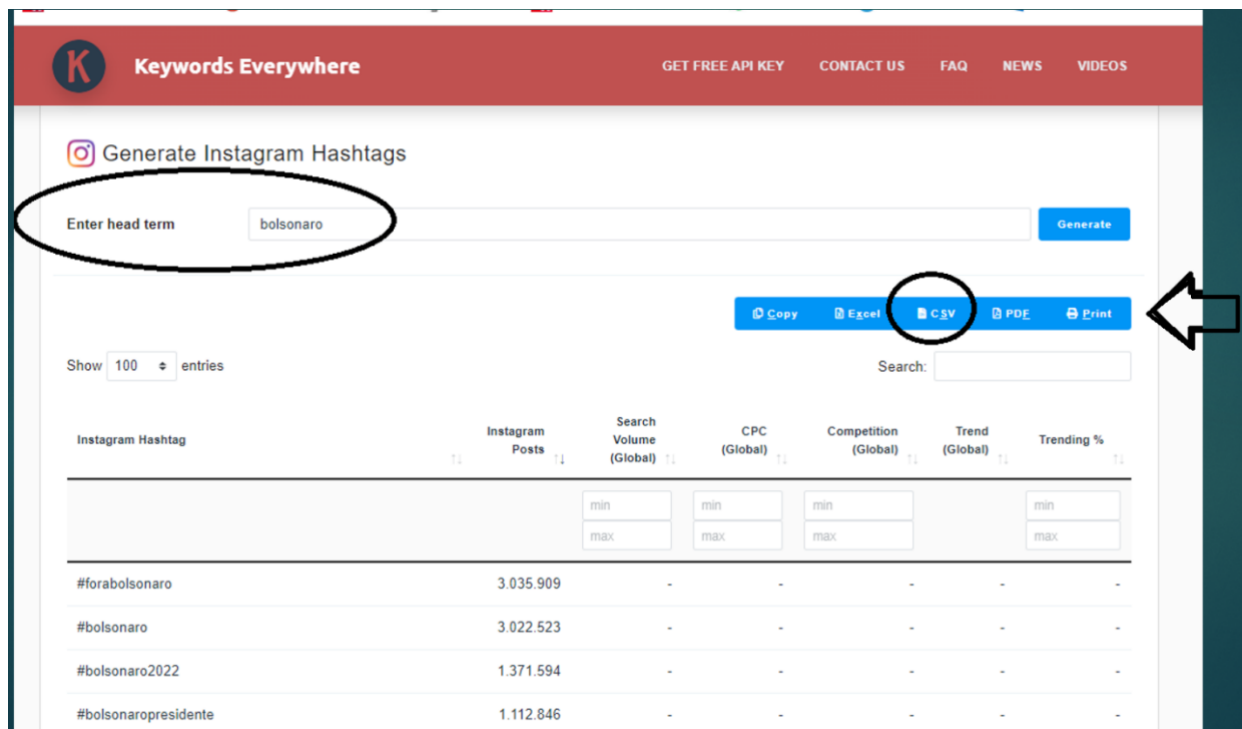 K Keywords Everywhere GET FREE API KEY CONTACT US FAQ NEWS VIDEOS
Generate Instagram Hashtags
Enter head term bolsonaro Generate
Copy Excel CSV PDF Print
Show 100 entries Search:
Instagram Hashtag Instagram Posts Search Volume (Global) CPC (Global) Competition (Global) Trend (Global) Trending %
min min min min
max max max max
#forabolsonaro 3.035.909 - - - - -
#bolsonaro 3.022.523 - - - - -
#bolsonaro2022 1.371.594 - - - - -
#bolsonaropresidente 1.112.846 - - - - -